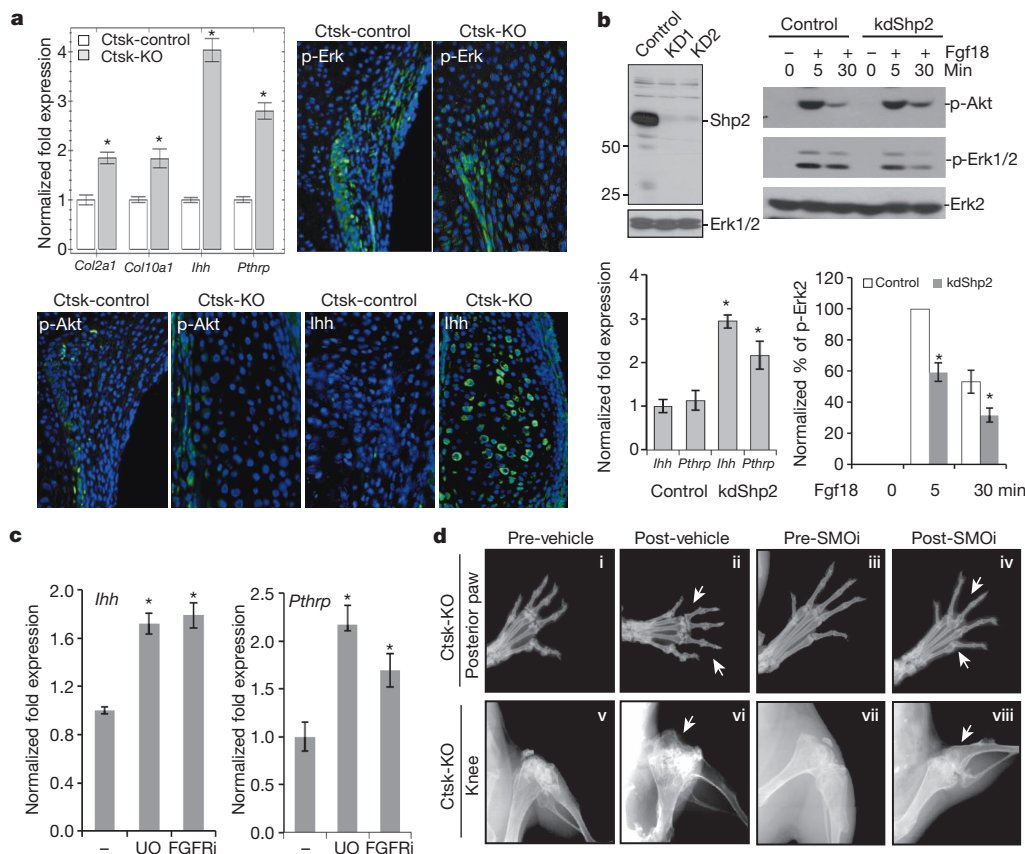 a
Ctsk-control
Ctsk-KO
Normalized fold expression
5
4
3
2
1
0
*
*
*
*
Col2a1 Col10a1 Ihh Pthrp
Ctsk-control Ctsk-KO
p-Erk
Ctsk-control Ctsk-KO Ctsk-control Ctsk-KO
p-Akt p-Akt Ihh Ihh
b
Control KD1 KD2
Shp2
50
25
Erk1/2
Control kdShp2
– + + – + + Fgf18
0 5 30 0 5 30 Min
p-Akt
p-Erk1/2
Erk2
Normalized fold expression
4
3
2
1
0
*
*
Ihh Pthrp Ihh Pthrp
Control kdShp2
Control kdShp2
Normalized % of p-Erk2
120
100
80
60
40
20
0
*
*
Fgf18 0 5 30 min
c
Ihh
Normalized fold expression
2.0
1.6
1.2
0.8
0.4
0.0
*
*
– UO FGFRi
Pthrp
Normalized fold expression
2.5
2.0
1.5
1.0
0.5
0.0
*
*
– UO FGFRi
d
Pre-vehicle Post-vehicle Pre-SMOi Post-SMOi
Ctsk-KO
Posterior paw
i ii iii iv
Ctsk-KO
Knee
v vi vii viii